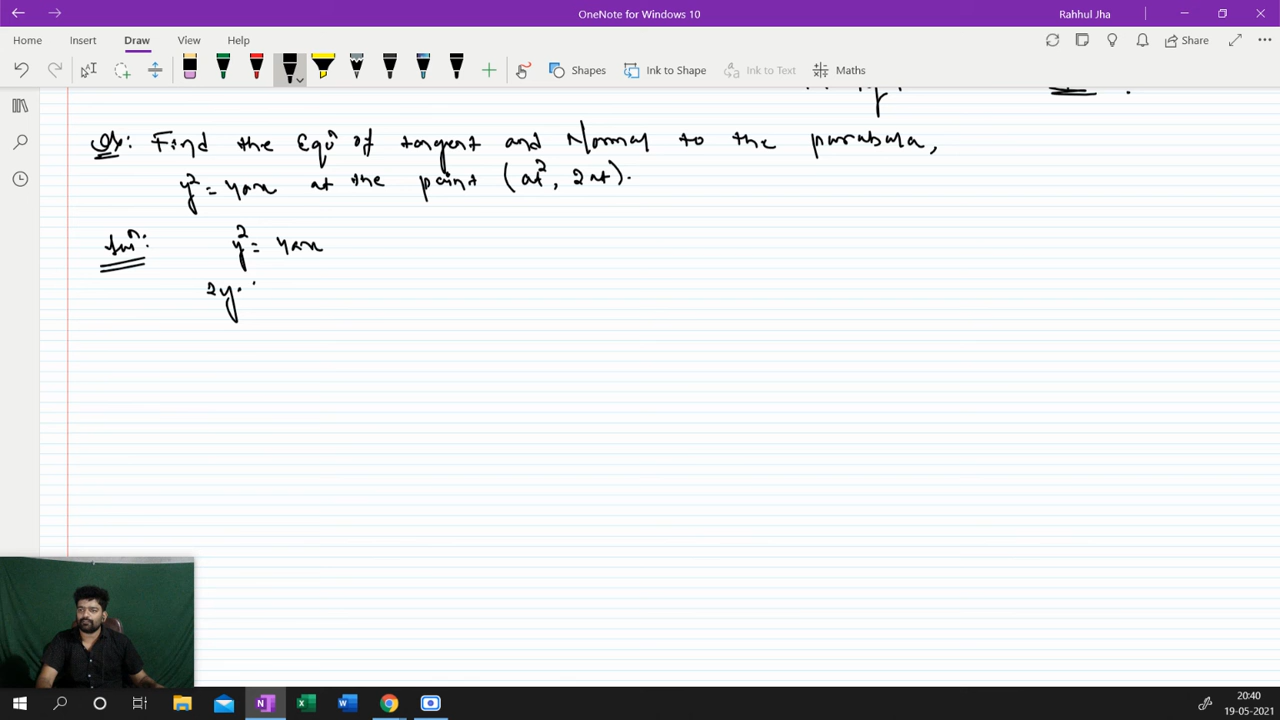 OneNote for Windows 10
Rahhul Jha
Home Insert Draw View Help
Share
Shapes Ink to Shape Ink to Text Maths
Qs: Find the Equn of tangent and Normal to the parabola,
y² = 4ax at the point (at², 2at).
Soln: y² = 4ax
2y.
20:40
19-05-2021